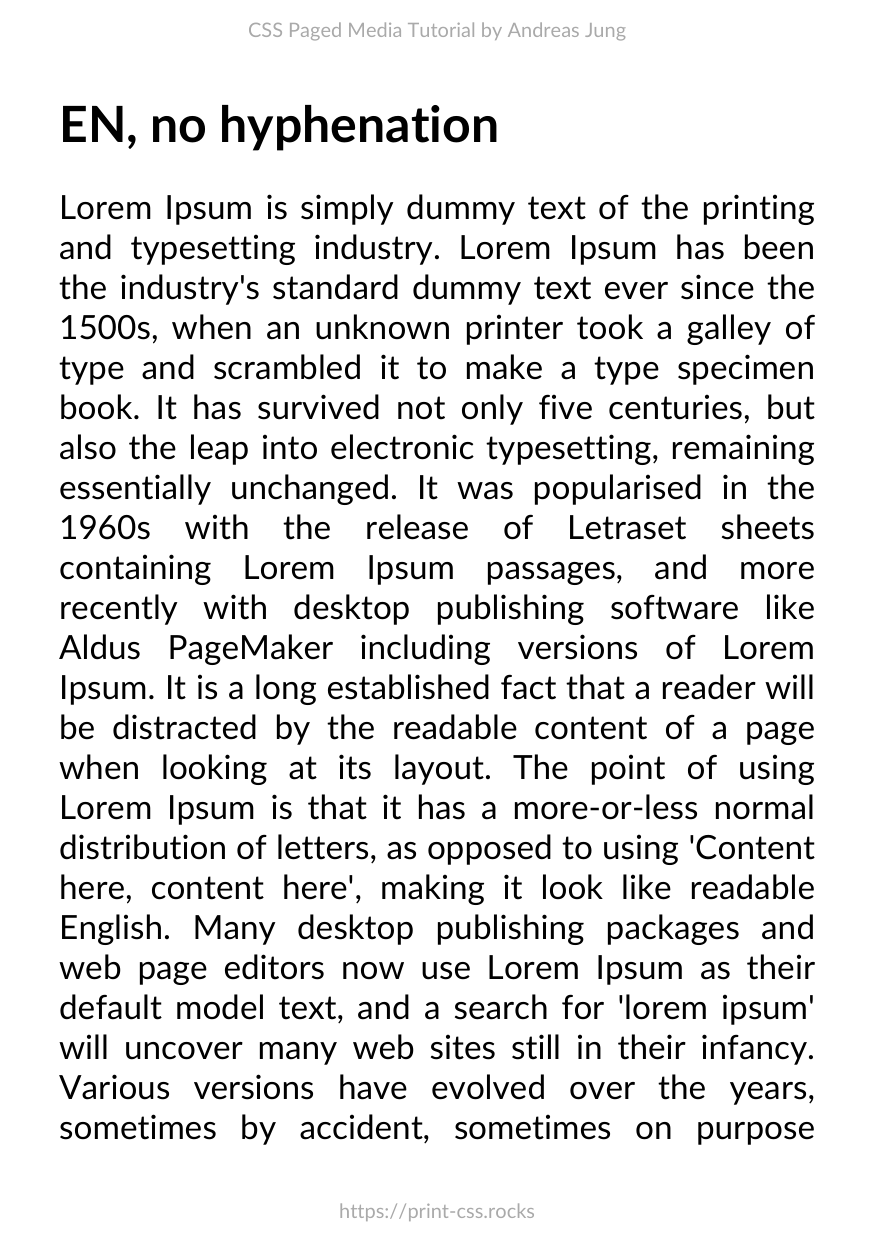 CSS Paged Media Tutorial by Andreas Jung
EN, no hyphenation
Lorem Ipsum is simply dummy text of the printing
and typesetting industry. Lorem Ipsum has been
the industry's standard dummy text ever since the
1500s, when an unknown printer took a galley of
type and scrambled it to make a type specimen
book. It has survived not only five centuries, but
also the leap into electronic typesetting, remaining
essentially unchanged. It was popularised in the
1960s with the release of Letraset sheets
containing Lorem Ipsum passages, and more
recently with desktop publishing software like
Aldus PageMaker including versions of Lorem
Ipsum. It is a long established fact that a reader will
be distracted by the readable content of a page
when looking at its layout. The point of using
Lorem Ipsum is that it has a more-or-less normal
distribution of letters, as opposed to using 'Content
here, content here', making it look like readable
English. Many desktop publishing packages and
web page editors now use Lorem Ipsum as their
default model text, and a search for 'lorem ipsum'
will uncover many web sites still in their infancy.
Various versions have evolved over the years,
sometimes by accident, sometimes on purpose
https://print-css.rocks